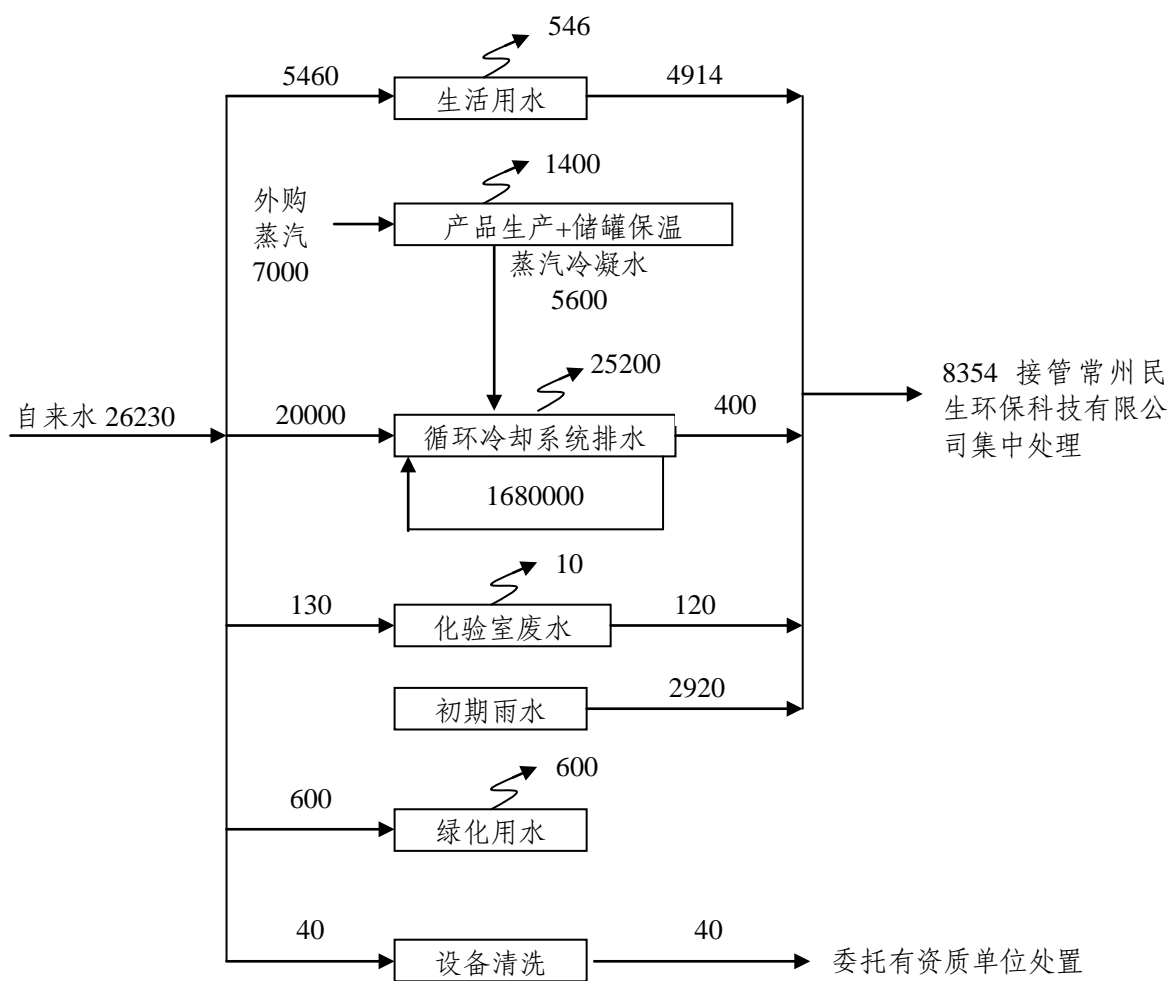 546
5460
生活用水
4914
1400
外购
蒸汽
7000
产品生产+储罐保温
蒸汽冷凝水
5600
25200
自来水 26230
20000
循环冷却系统排水
400
8354 接管常州民
生环保科技有限公
司集中处理
1680000
10
130
化验室废水
120
初期雨水
2920
600
600
绿化用水
40
设备清洗
40
委托有资质单位处置